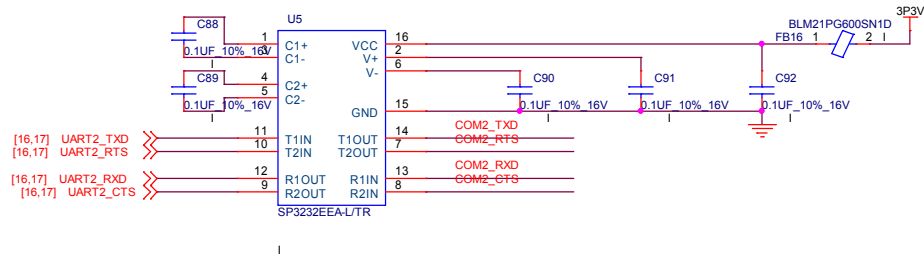 3P3V
C88
U5
BLM21PG600SN1D
FB16 1 2
1 C1+ VCC 16
3 C1- V+ 2
0.1UF_10%_16V
V- 6
C89
4 C2+
5 C2-
0.1UF_10%_16V
C90 C91 C92
0.1UF_10%_16V 0.1UF_10%_16V 0.1UF_10%_16V
GND 15
[16,17] UART2_TXD 11 T1IN T1OUT 14 COM2_TXD
[16,17] UART2_RTS 10 T2IN T2OUT 7 COM2_RTS
[16,17] UART2_RXD 12 R1OUT R1IN 13 COM2_RXD
[16,17] UART2_CTS 9 R2OUT R2IN 8 COM2_CTS
SP3232EEA-L/TR